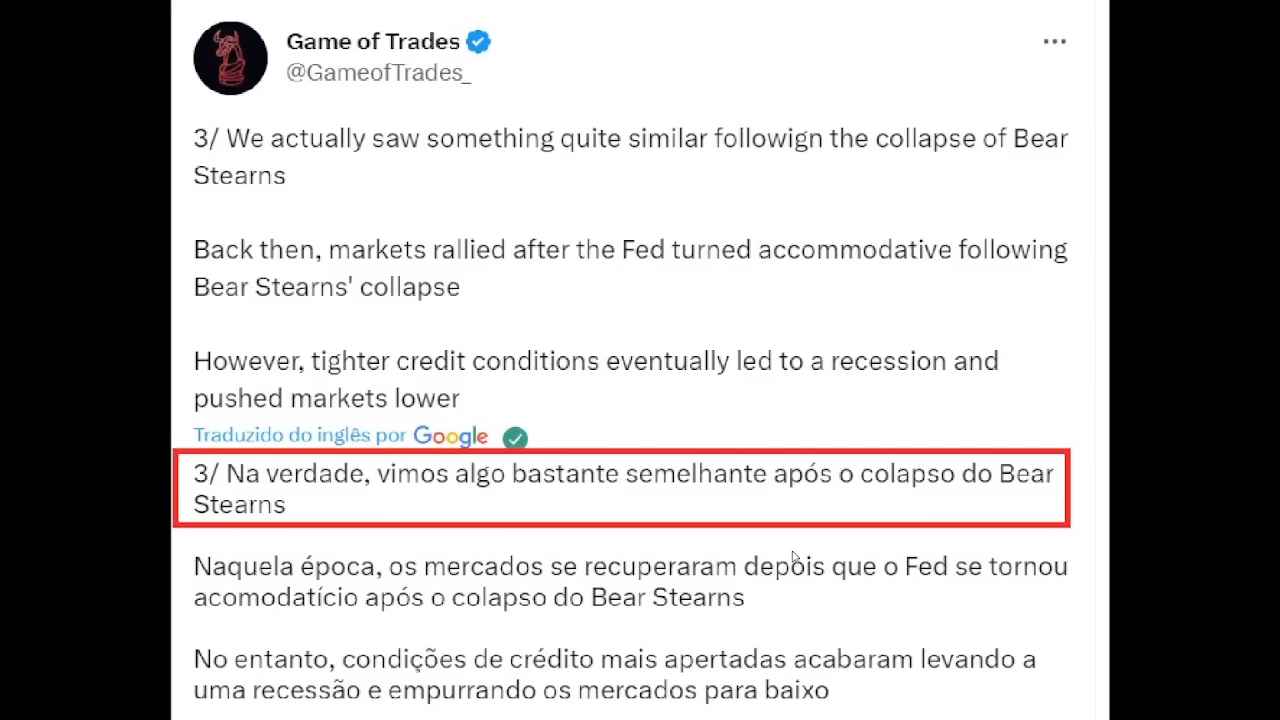 Game of Trades
@GameofTrades_
3/ We actually saw something quite similar followign the collapse of Bear
Stearns
Back then, markets rallied after the Fed turned accommodative following
Bear Stearns' collapse
However, tighter credit conditions eventually led to a recession and
pushed markets lower
Traduzido do inglês por Google
3/ Na verdade, vimos algo bastante semelhante após o colapso do Bear
Stearns
Naquela época, os mercados se recuperaram depois que o Fed se tornou
acomodatício após o colapso do Bear Stearns
No entanto, condições de crédito mais apertadas acabaram levando a
uma recessão e empurrando os mercados para baixo